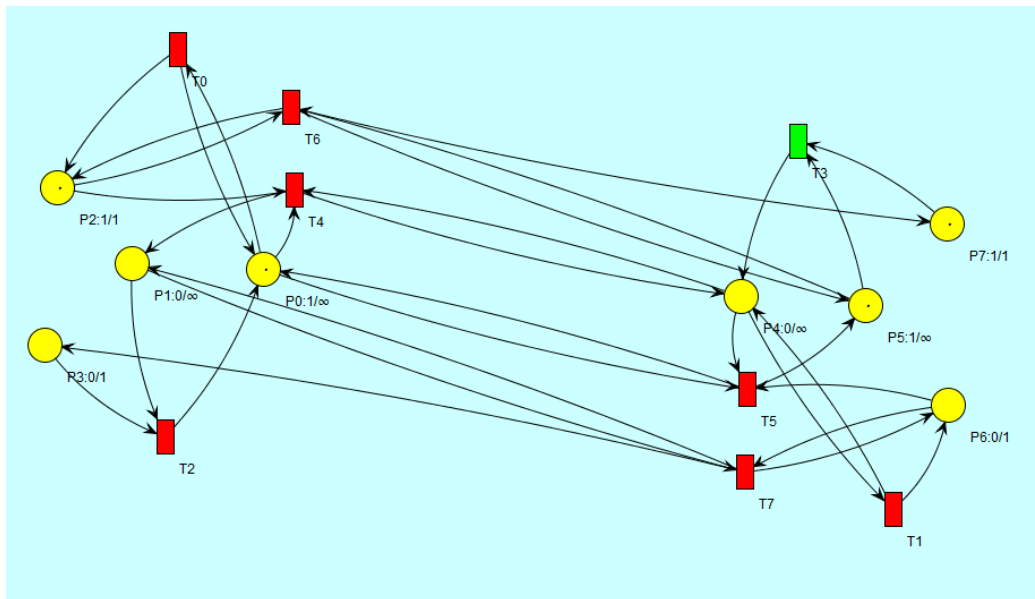 T0
T6
T3
P2:1/1
T4
P7:1/1
P1:0/∞
P0:1/∞
P4:0/∞
P5:1/∞
P3:0/1
T5
P6:0/1
T2
T7
T1